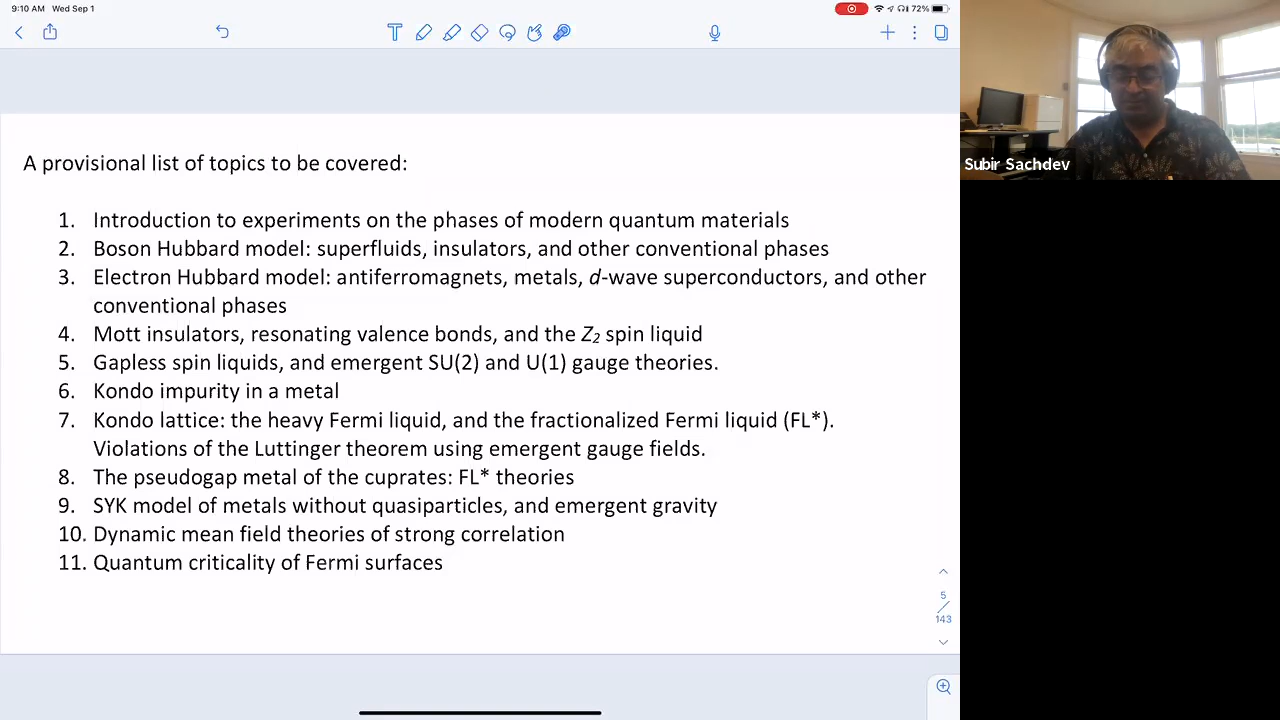 9:10 AM Wed Sep 1
72%
A provisional list of topics to be covered:
1. Introduction to experiments on the phases of modern quantum materials
2. Boson Hubbard model: superfluids, insulators, and other conventional phases
3. Electron Hubbard model: antiferromagnets, metals, d-wave superconductors, and other
conventional phases
4. Mott insulators, resonating valence bonds, and the Z₂ spin liquid
5. Gapless spin liquids, and emergent SU(2) and U(1) gauge theories.
6. Kondo impurity in a metal
7. Kondo lattice: the heavy Fermi liquid, and the fractionalized Fermi liquid (FL*).
Violations of the Luttinger theorem using emergent gauge fields.
8. The pseudogap metal of the cuprates: FL* theories
9. SYK model of metals without quasiparticles, and emergent gravity
10. Dynamic mean field theories of strong correlation
11. Quantum criticality of Fermi surfaces
5
/
143
Subir Sachdev